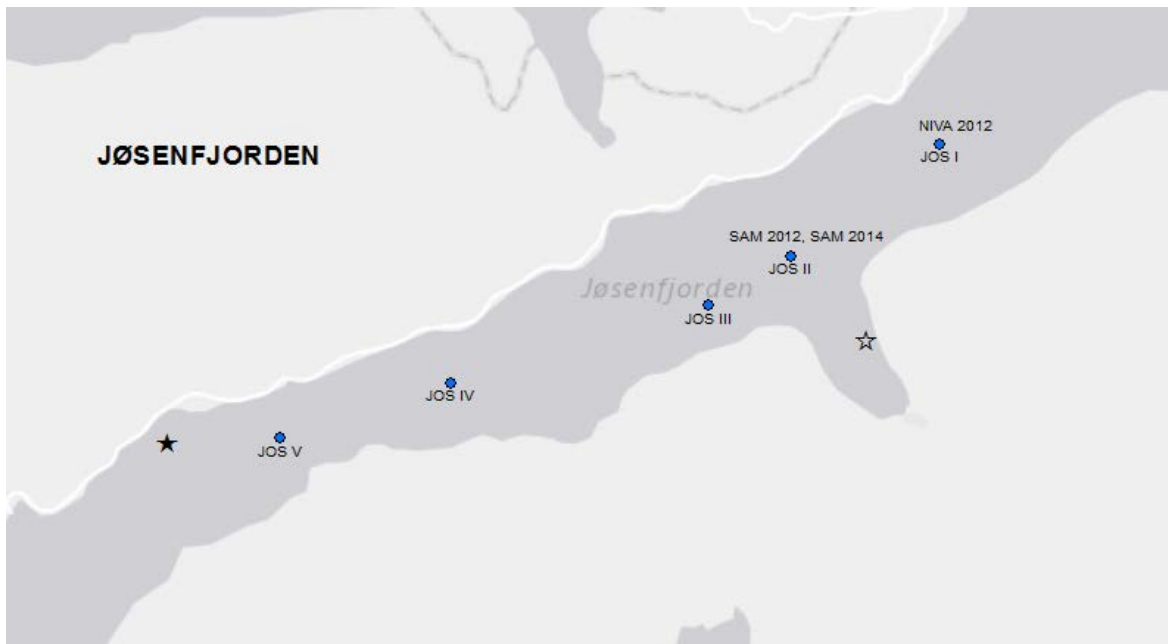 NIVA 2012
JØSENFJORDEN
JOS I
SAM 2012, SAM 2014
JOS II
Jøsenfjorden
JOS III
JOS IV
JOS V